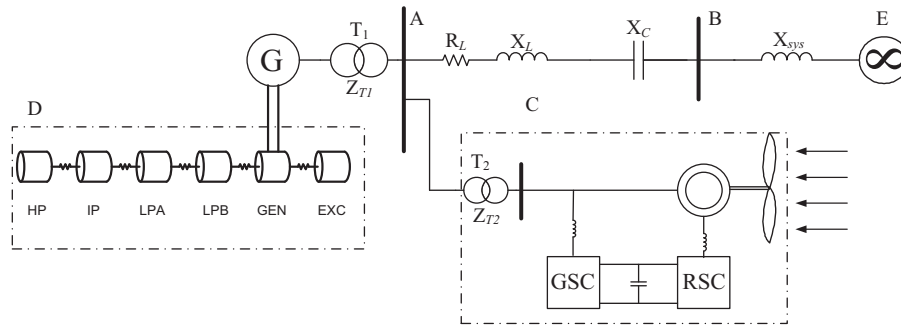 A
B
E
T1
RL
XL
XC
Xsys
G
∞
ZT1
D
C
T2
ZT2
HP
IP
LPA
LPB
GEN
EXC
GSC
RSC